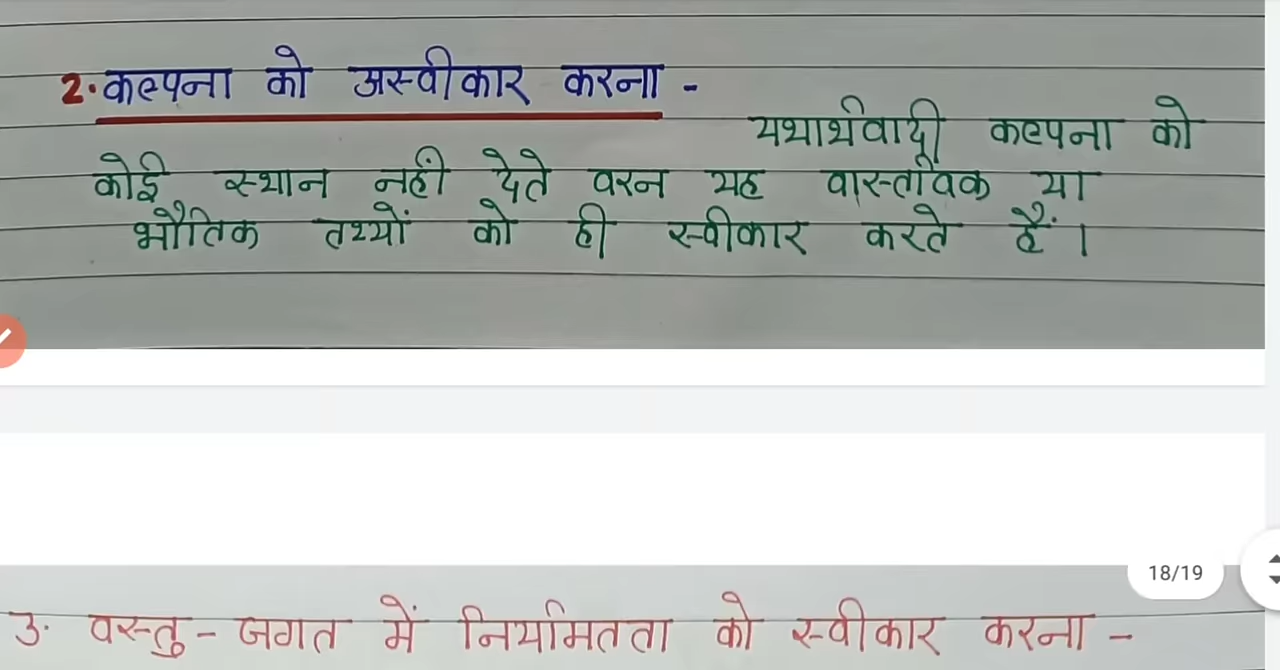 2. कल्पना को अस्वीकार करना -
यथार्थवादी कल्पना को
कोई स्थान नहीं देते वरन यह वास्तविक या
भौतिक तथ्यों को ही स्वीकार करते हैं।
18/19
3. वस्तु - जगत में नियमितता को स्वीकार करना -